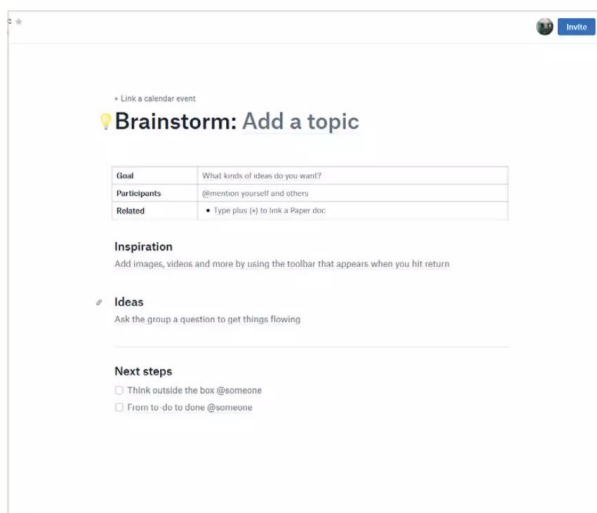 Invite
+ Link a calendar event
Brainstorm: Add a topic
Goal What kinds of ideas do you want?
Participants @mention yourself and others
Related • Type plus (+) to link a Paper doc
Inspiration
Add images, videos and more by using the toolbar that appears when you hit return
Ideas
Ask the group a question to get things flowing
Next steps
Think outside the box @someone
From to-do to done @someone